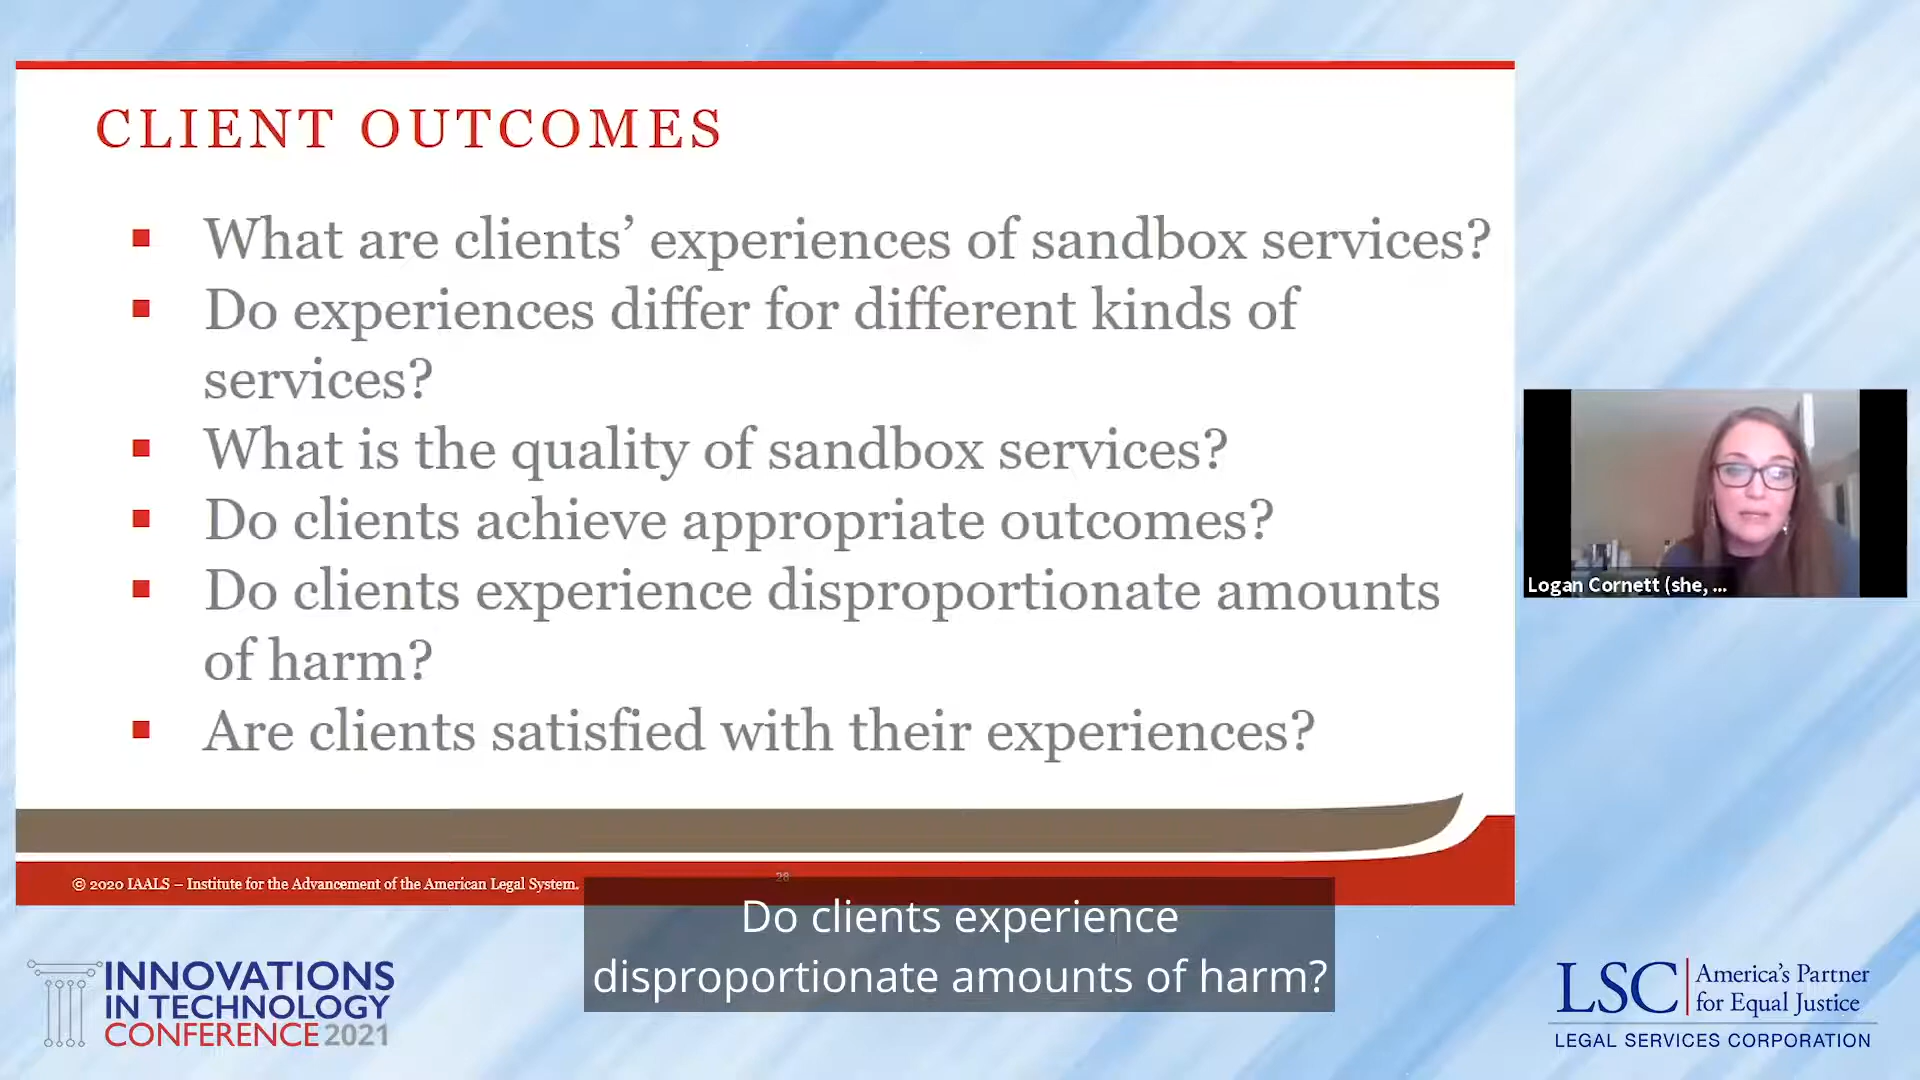 CLIENT OUTCOMES
▪ What are clients’ experiences of sandbox services?
▪ Do experiences differ for different kinds of
services?
▪ What is the quality of sandbox services?
▪ Do clients achieve appropriate outcomes?
▪ Do clients experience disproportionate amounts
of harm?
▪ Are clients satisfied with their experiences?
Logan Cornett (she, ...
© 2020 IAALS – Institute for the Advancement of the American Legal System.
28
Do clients experience
disproportionate amounts of harm?
INNOVATIONS
IN TECHNOLOGY
CONFERENCE 2021
LSC America’s Partner
for Equal Justice
LEGAL SERVICES CORPORATION